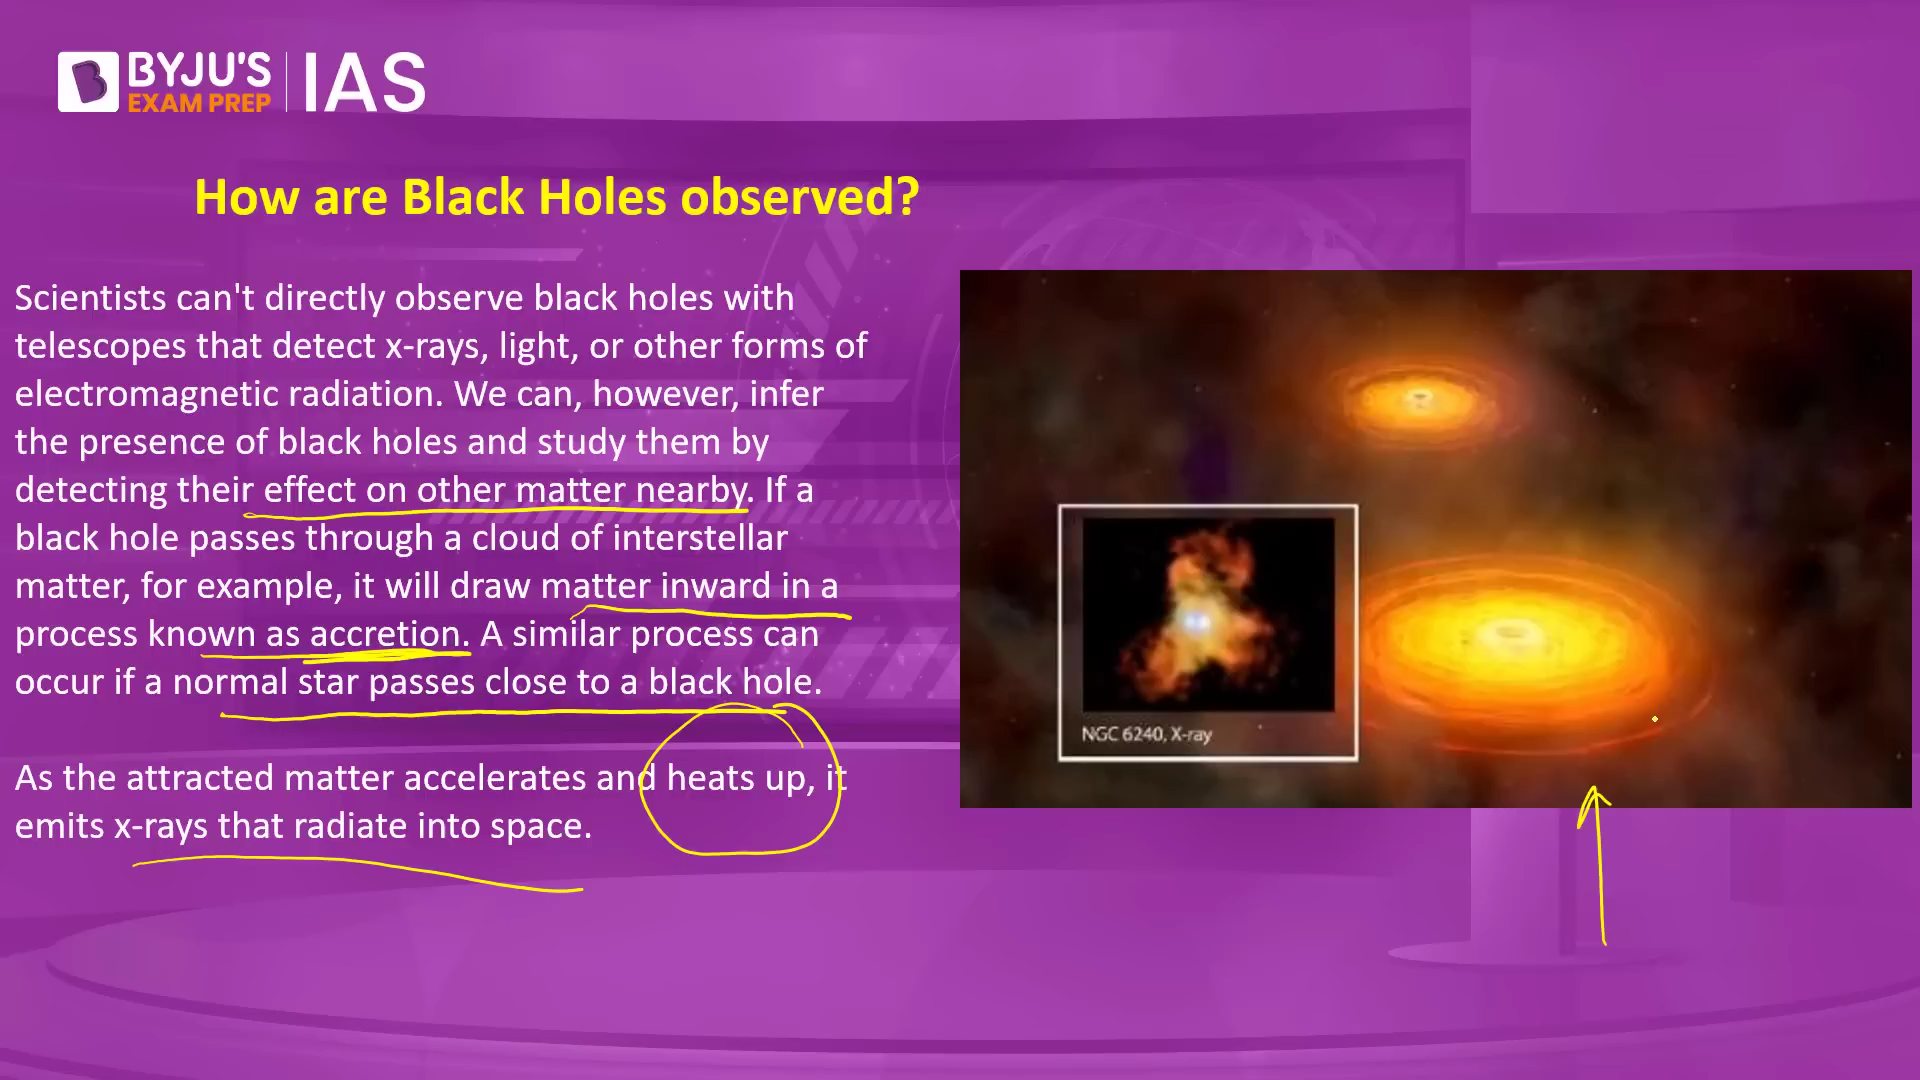 BYJU'S
EXAM PREP
IAS
How are Black Holes observed?
Scientists can't directly observe black holes with
telescopes that detect x-rays, light, or other forms of
electromagnetic radiation. We can, however, infer
the presence of black holes and study them by
detecting their effect on other matter nearby. If a
black hole passes through a cloud of interstellar
matter, for example, it will draw matter inward in a
process known as accretion. A similar process can
occur if a normal star passes close to a black hole.
As the attracted matter accelerates and heats up, it
emits x-rays that radiate into space.
NGC 6240, X-ray